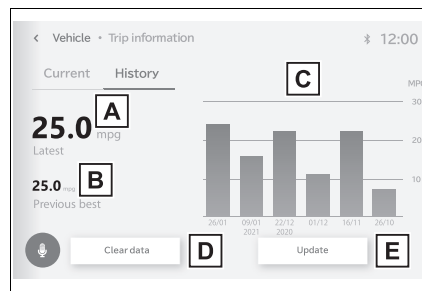 Vehicle • Trip information
12:00
Current
History
A
C
MPG
30
25.0 mpg
Latest
20
B
25.0 mpg
Previous best
10
26/01
09/01
2021
22/12
2020
01/12
16/11
26/10
Clear data
D
Update
E